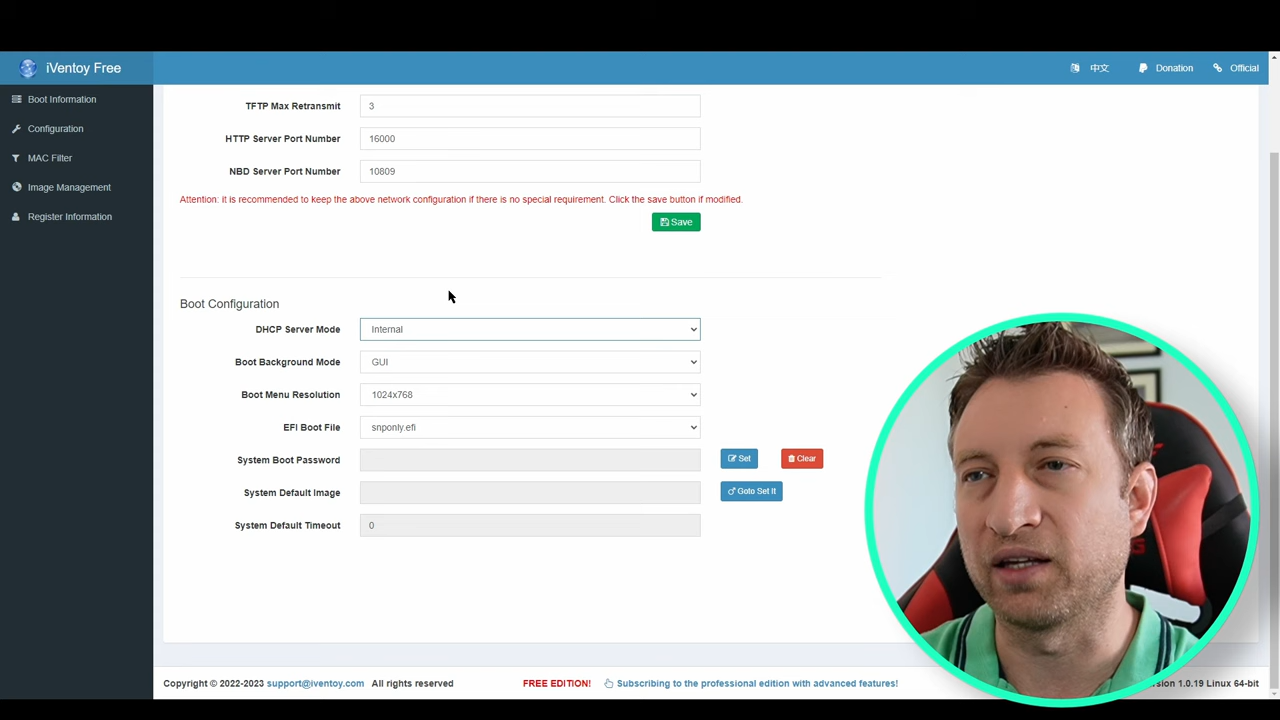 iVentoy Free
中文
Donation
Official
Boot Information
Configuration
MAC Filter
Image Management
Register Information
TFTP Max Retransmit 3
HTTP Server Port Number 16000
NBD Server Port Number 10809
Attention: it is recommended to keep the above network configuration if there is no special requirement. Click the save button if modified.
Save
Boot Configuration
DHCP Server Mode Internal
Boot Background Mode GUI
Boot Menu Resolution 1024x768
EFI Boot File snponly.efi
System Boot Password Set Clear
System Default Image Goto Set It
System Default Timeout 0
Copyright © 2022-2023 support@iventoy.com All rights reserved FREE EDITION! Subscribing to the professional edition with advanced features! 1.0.19 Linux 64-bit